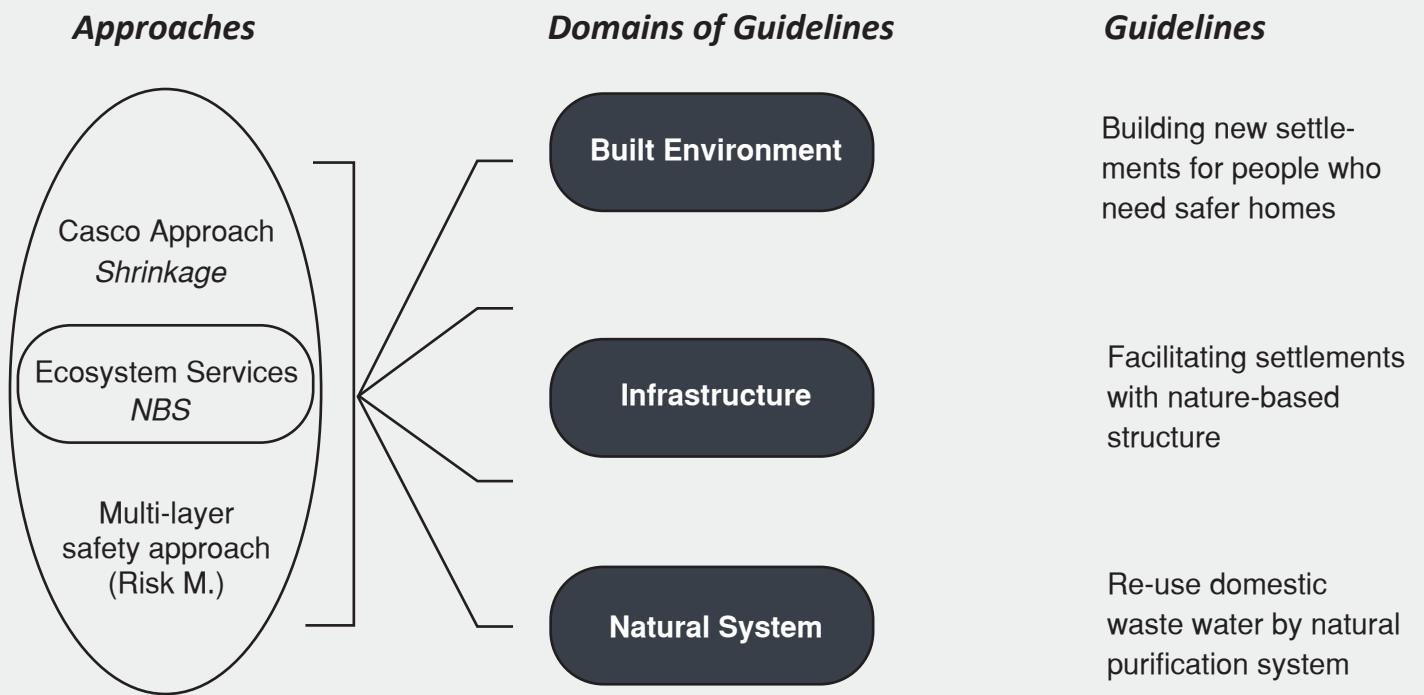 Approaches
Domains of Guidelines
Guidelines
Casco Approach
Shrinkage
Ecosystem Services
NBS
Multi-layer
safety approach
(Risk M.)
Built Environment
Infrastructure
Natural System
Building new settle-
ments for people who
need safer homes
Facilitating settlements
with nature-based
structure
Re-use domestic
waste water by natural
purification system